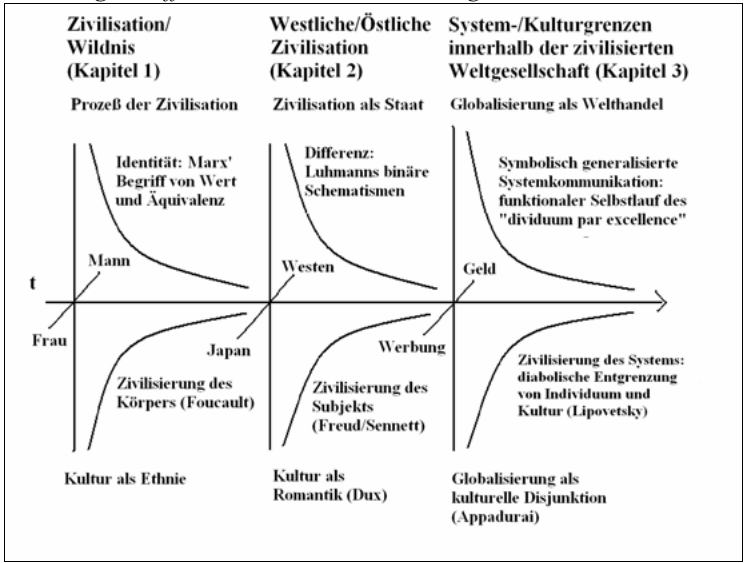 Zivilisation/
Wildnis
(Kapitel 1)
Westliche/Östliche
Zivilisation
(Kapitel 2)
System-/Kulturgrenzen
innerhalb der zivilisierten
Weltgesellschaft (Kapitel 3)
Prozeß der Zivilisation
Zivilisation als Staat
Globalisierung als Welthandel
Identität: Marx'
Begriff von Wert
und Äquivalenz
Differenz:
Luhmanns binäre
Schematismen
Symbolisch generalisierte
Systemkommunikation:
funktionaler Selbstlauf des
"dividuum par excellence"
t
Mann
Frau
Westen
Japan
Geld
Werbung
Zivilisierung des
Körpers (Foucault)
Zivilisierung des
Subjekts
(Freud/Sennett)
Zivilisierung des Systems:
diabolische Entgrenzung
von Individuum und
Kultur (Lipovetsky)
Kultur als Ethnie
Kultur als
Romantik (Dux)
Globalisierung als
kulturelle Disjunktion
(Appadurai)